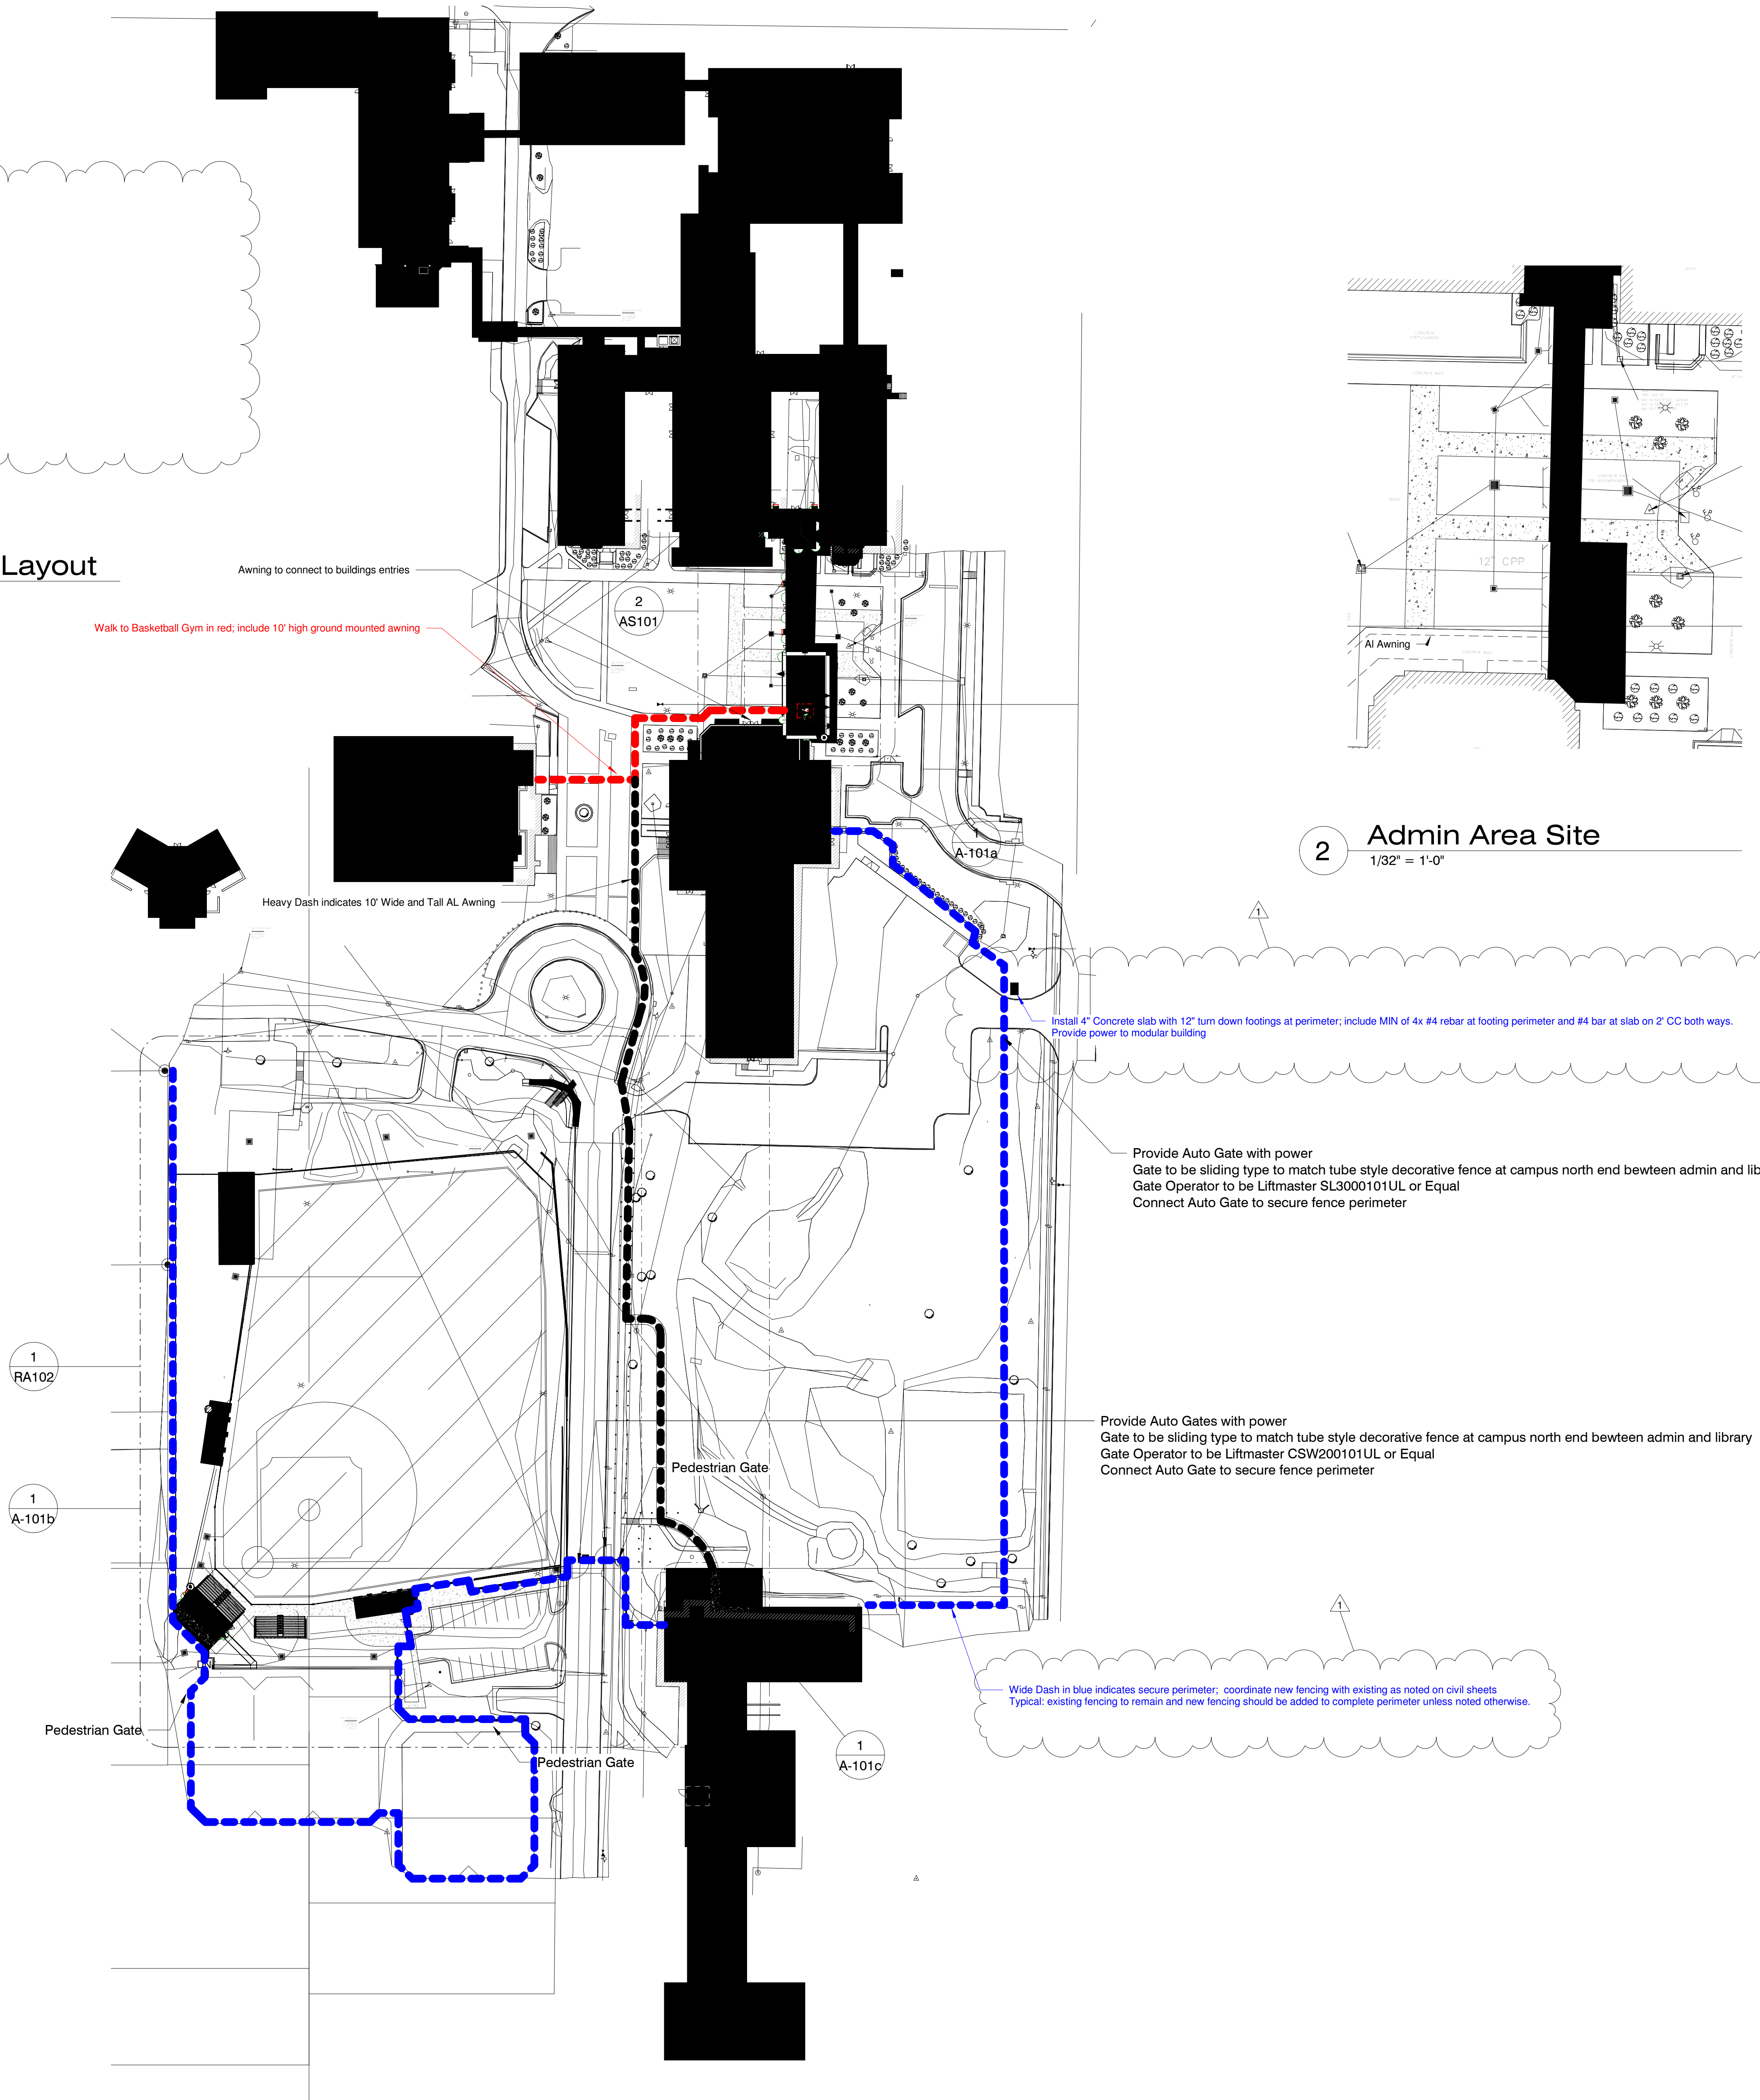 Layout
Awning to connect to buildings entries
2
AS101
Walk to Basketball Gym in red; include 10' high ground mounted awning
12" CPP
Al Awning
2
Admin Area Site
1/32" = 1'-0"
1
A-101a
Heavy Dash indicates 10' Wide and Tall AL Awning
1
Install 4" Concrete slab with 12" turn down footings at perimeter; include MIN of 4x #4 rebar at footing perimeter and #4 bar at slab on 2' CC both ways.
Provide power to modular building
Provide Auto Gate with power
Gate to be sliding type to match tube style decorative fence at campus north end bewteen admin and lib
Gate Operator to be Liftmaster SL3000101UL or Equal
Connect Auto Gate to secure fence perimeter
1
RA102
Provide Auto Gates with power
Gate to be sliding type to match tube style decorative fence at campus north end bewteen admin and library
Gate Operator to be Liftmaster CSW200101UL or Equal
Connect Auto Gate to secure fence perimeter
Pedestrian Gate
1
A-101b
1
Wide Dash in blue indicates secure perimeter; coordinate new fencing with existing as noted on civil sheets
Typical: existing fencing to remain and new fencing should be added to complete perimeter unless noted otherwise.
Pedestrian Gate
Pedestrian Gate
1
A-101c